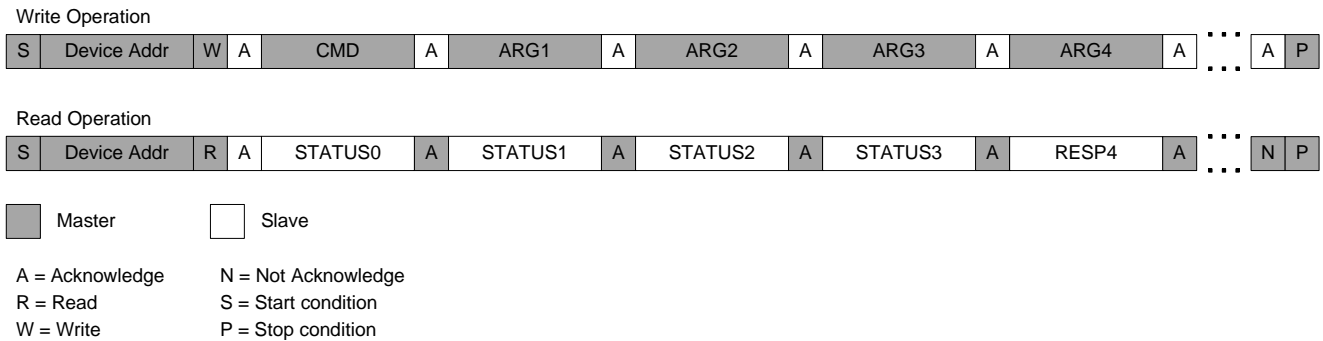 Write Operation
S Device Addr W A CMD A ARG1 A ARG2 A ARG3 A ARG4 A A P
Read Operation
S Device Addr R A STATUS0 A STATUS1 A STATUS2 A STATUS3 A RESP4 A N P
Master Slave
A = Acknowledge N = Not Acknowledge
R = Read S = Start condition
W = Write P = Stop condition